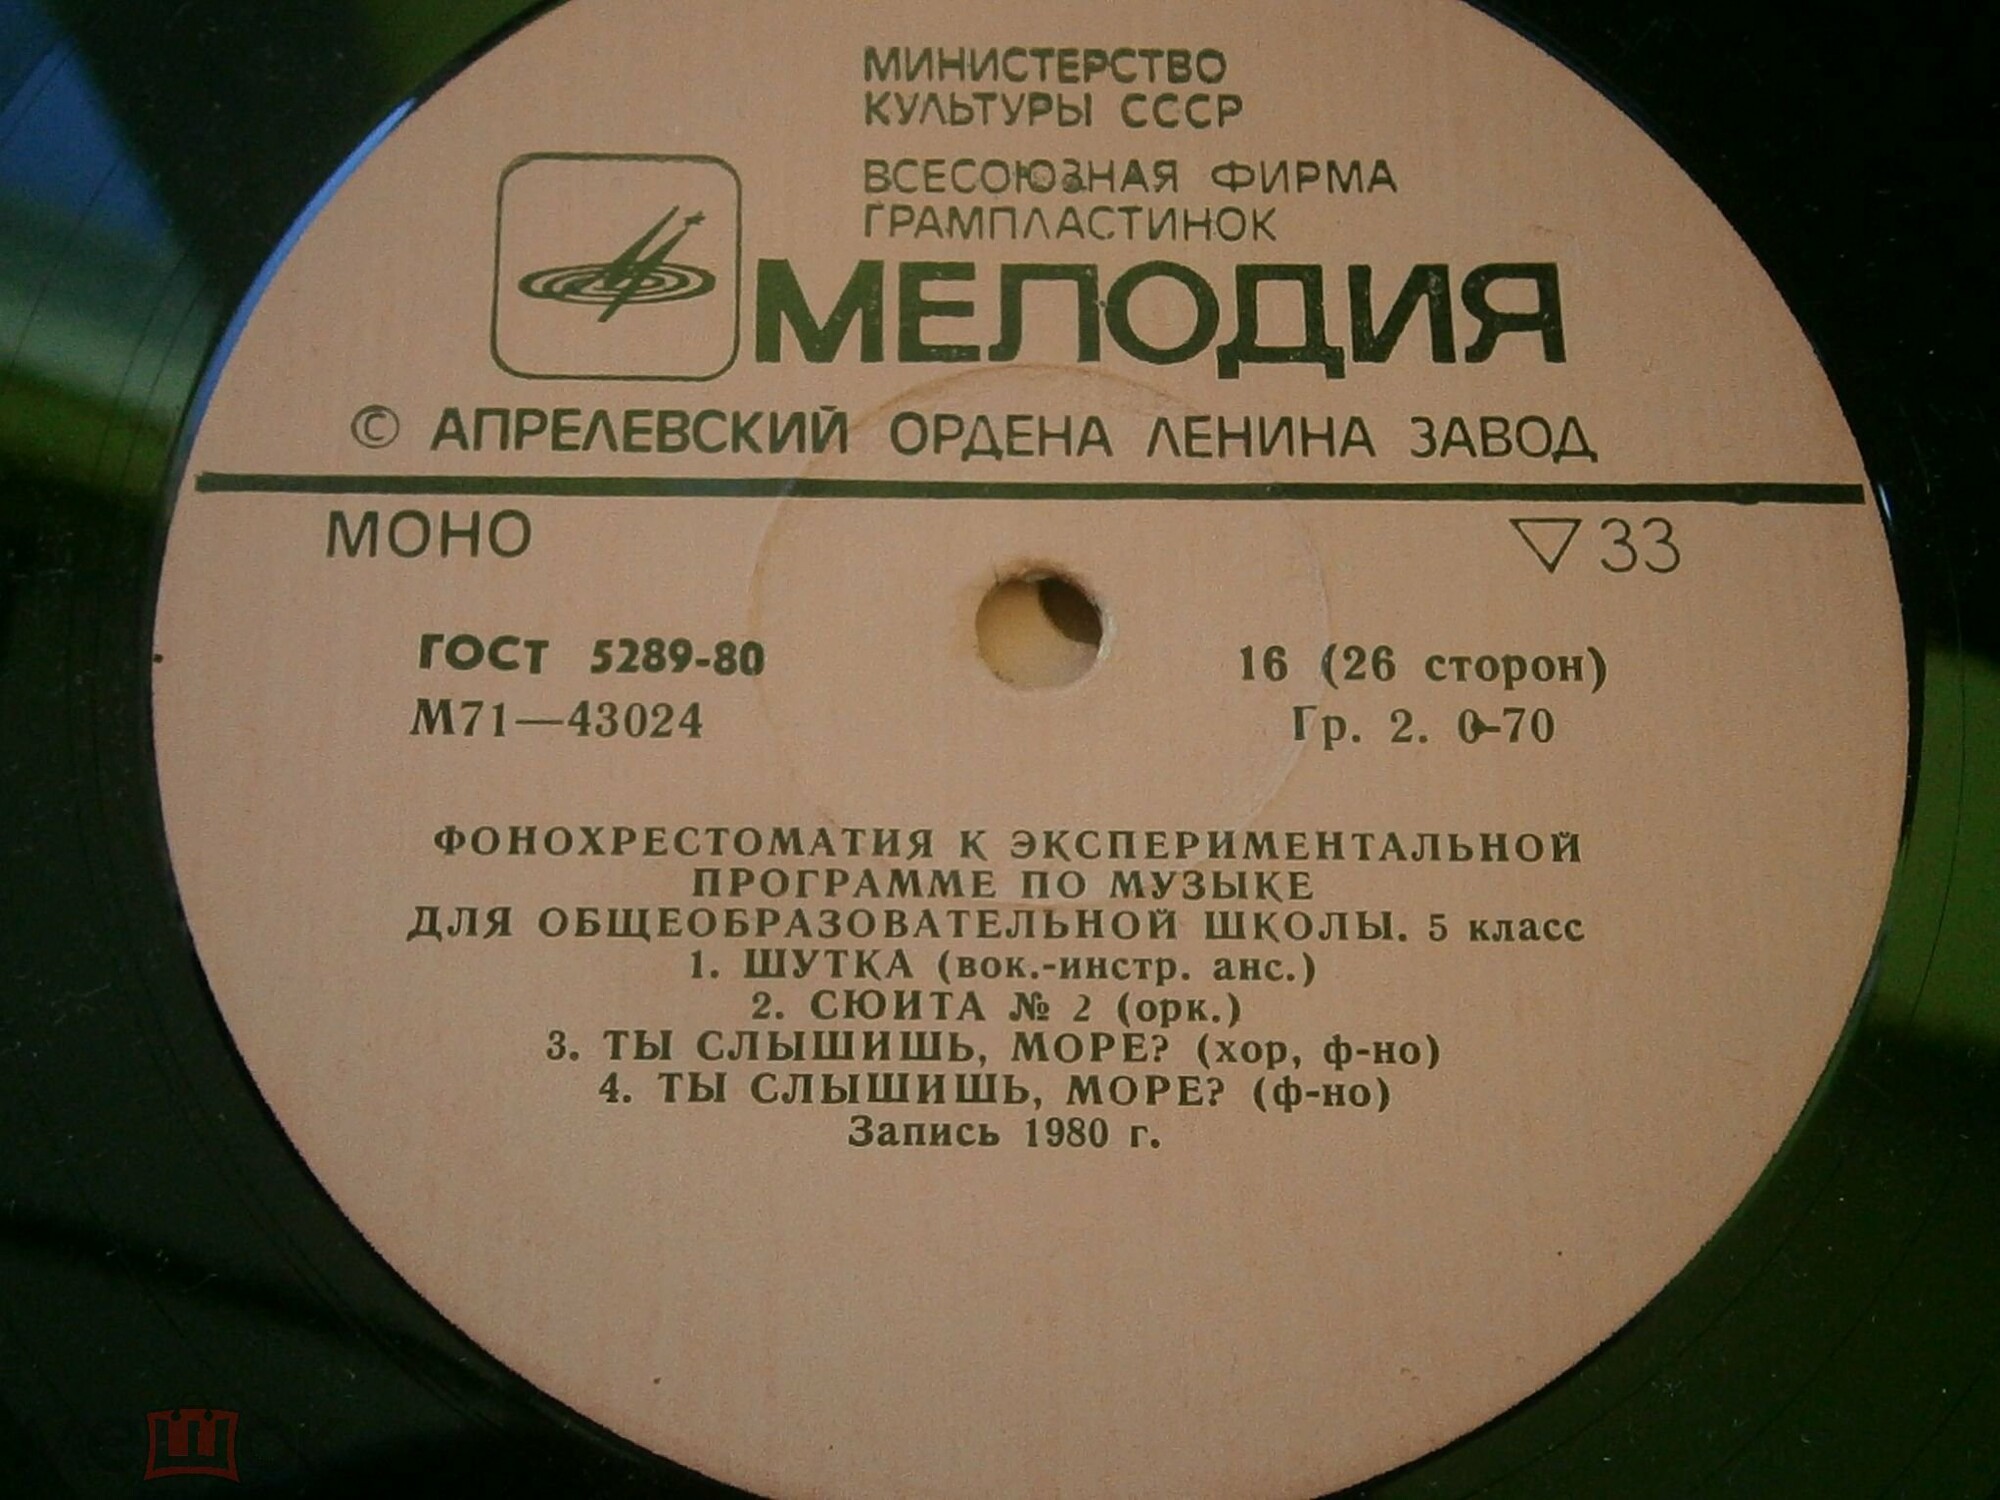 МИНИСТЕРСТВО
КУЛЬТУРЫ СССР
ВСЕСОЮЗНАЯ ФИРМА
ГРАМПЛАСТИНОК
МЕЛОДИЯ
© АПРЕЛЕВСКИЙ ОРДЕНА ЛЕНИНА ЗАВОД
МОНО ▽33
ГОСТ 5289-80 16 (26 сторон)
М71—43024 Гр. 2. 0-70
ФОНОХРЕСТОМАТИЯ К ЭКСПЕРИМЕНТАЛЬНОЙ
ПРОГРАММЕ ПО МУЗЫКЕ
ДЛЯ ОБЩЕОБРАЗОВАТЕЛЬНОЙ ШКОЛЫ. 5 класс
1. ШУТКА (вок.-инстр. анс.)
2. СЮИТА № 2 (орк.)
3. ТЫ СЛЫШИШЬ, МОРЕ? (хор, ф-но)
4. ТЫ СЛЫШИШЬ, МОРЕ? (ф-но)
Запись 1980 г.